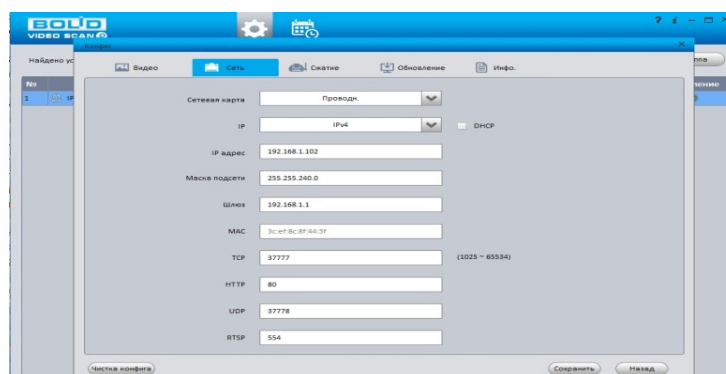 BOLID
VIDEO SCAN
? i
Конфиг
Найдено ус
ппа
Видео Сеть Сжатие Обновление Инфо.
№
1 IP
Сетевая карта Проводн.
IP IPv4 DHCP
IP адрес 192.168.1.102
Маска подсети 255.255.240.0
Шлюз 192.168.1.1
MAC 3c:ef:8c:8f:44:3f
TCP 37777 (1025 ~ 65534)
HTTP 80
UDP 37778
RTSP 554
Чистка конфига Сохранить Назад